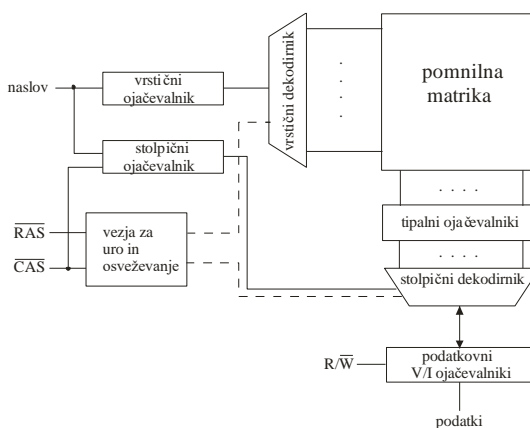 naslov
vrstični
ojačevalnik
vrstični dekodirnik
pomnilna
matrika
stolpični
ojačevalnik
RAS
CAS
vezja za
uro in
osveževanje
tipalni ojačevalniki
stolpični dekodirnik
R/W
podatkovni
V/I ojačevalniki
podatki